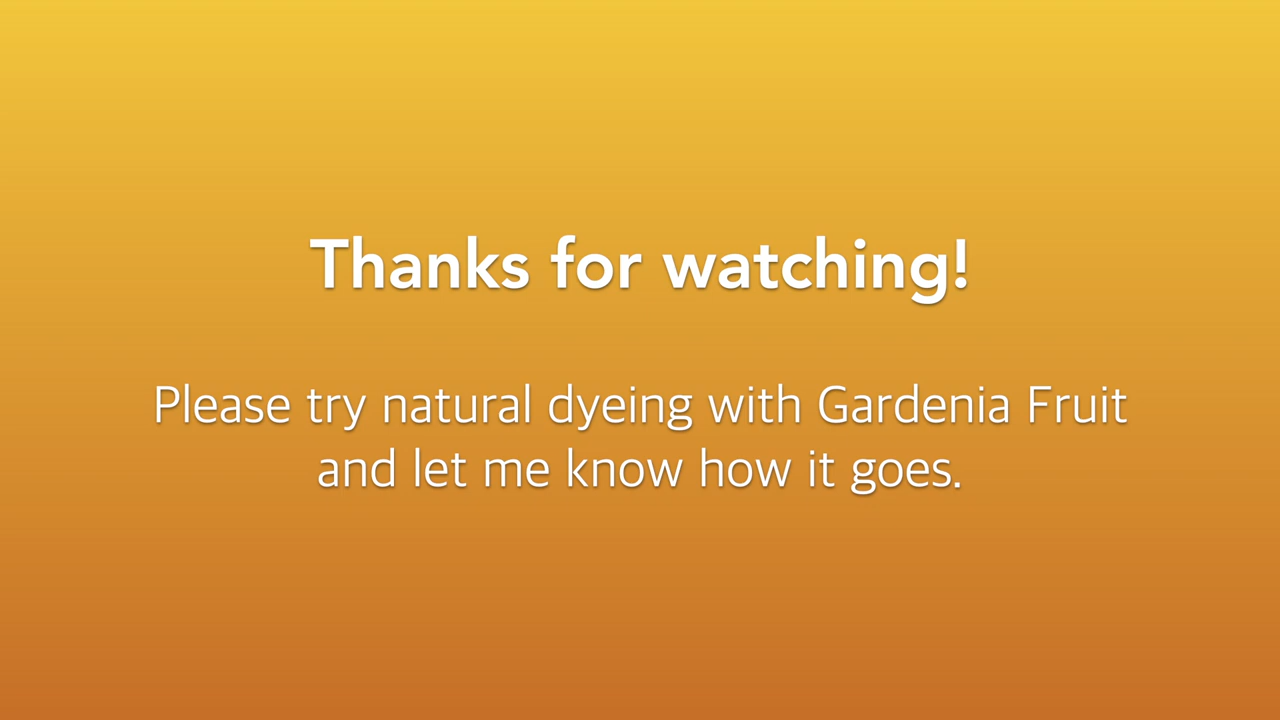 Thanks for watching!
Please try natural dyeing with Gardenia Fruit
and let me know how it goes.